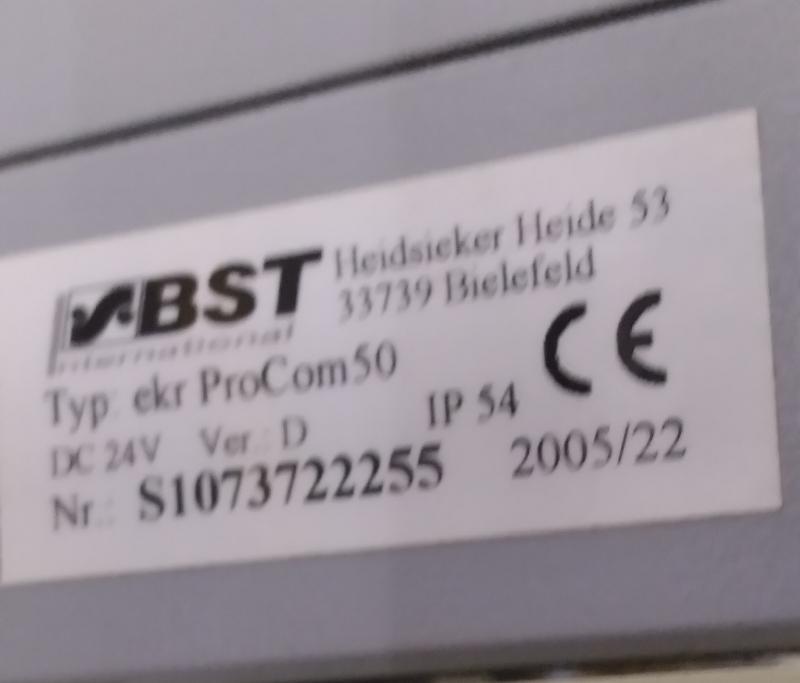 BST Heidsieker Heide 53
international 33739 Bielefeld
Typ: ekr ProCom50 CE
DC 24V Ver.: D IP 54
Nr.: S1073722255 2005/22